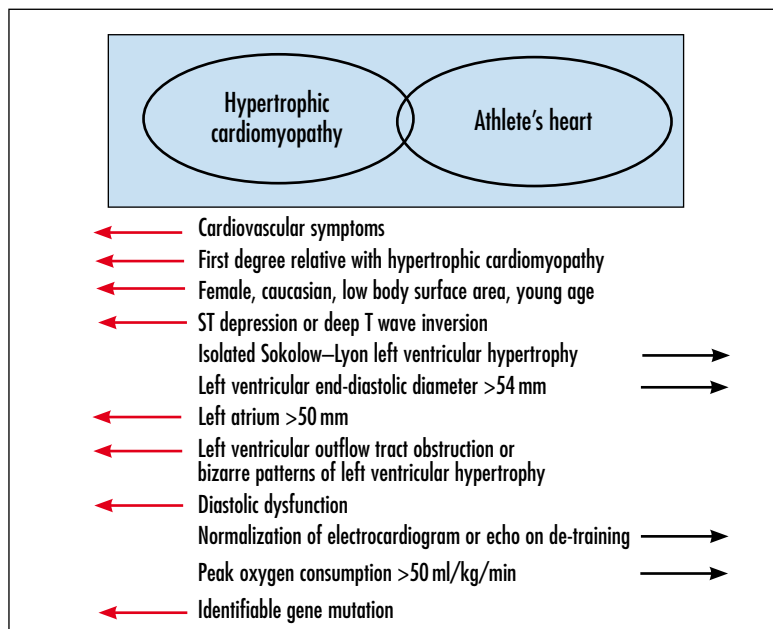 Hypertrophic
cardiomyopathy
Athlete's heart
Cardiovascular symptoms
First degree relative with hypertrophic cardiomyopathy
Female, caucasian, low body surface area, young age
ST depression or deep T wave inversion
Isolated Sokolow–Lyon left ventricular hypertrophy
Left ventricular end-diastolic diameter >54 mm
Left atrium >50 mm
Left ventricular outflow tract obstruction or
bizarre patterns of left ventricular hypertrophy
Diastolic dysfunction
Normalization of electrocardiogram or echo on de-training
Peak oxygen consumption >50 ml/kg/min
Identifiable gene mutation